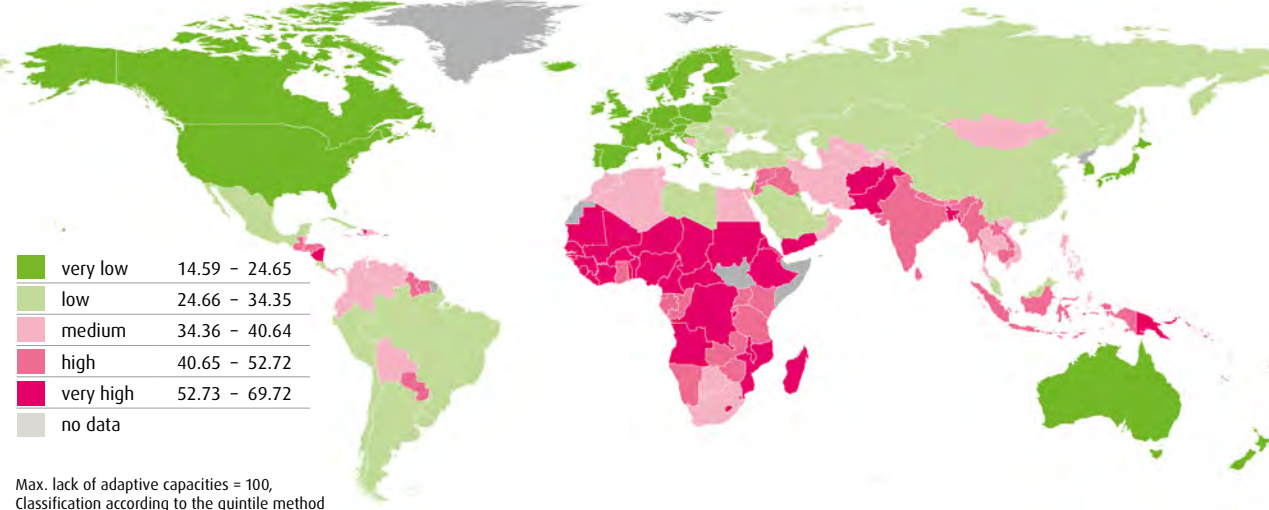 very low 14.59 – 24.65
low 24.66 – 34.35
medium 34.36 – 40.64
high 40.65 – 52.72
very high 52.73 – 69.72
no data
Max. lack of adaptive capacities = 100,
Classification according to the quintile method